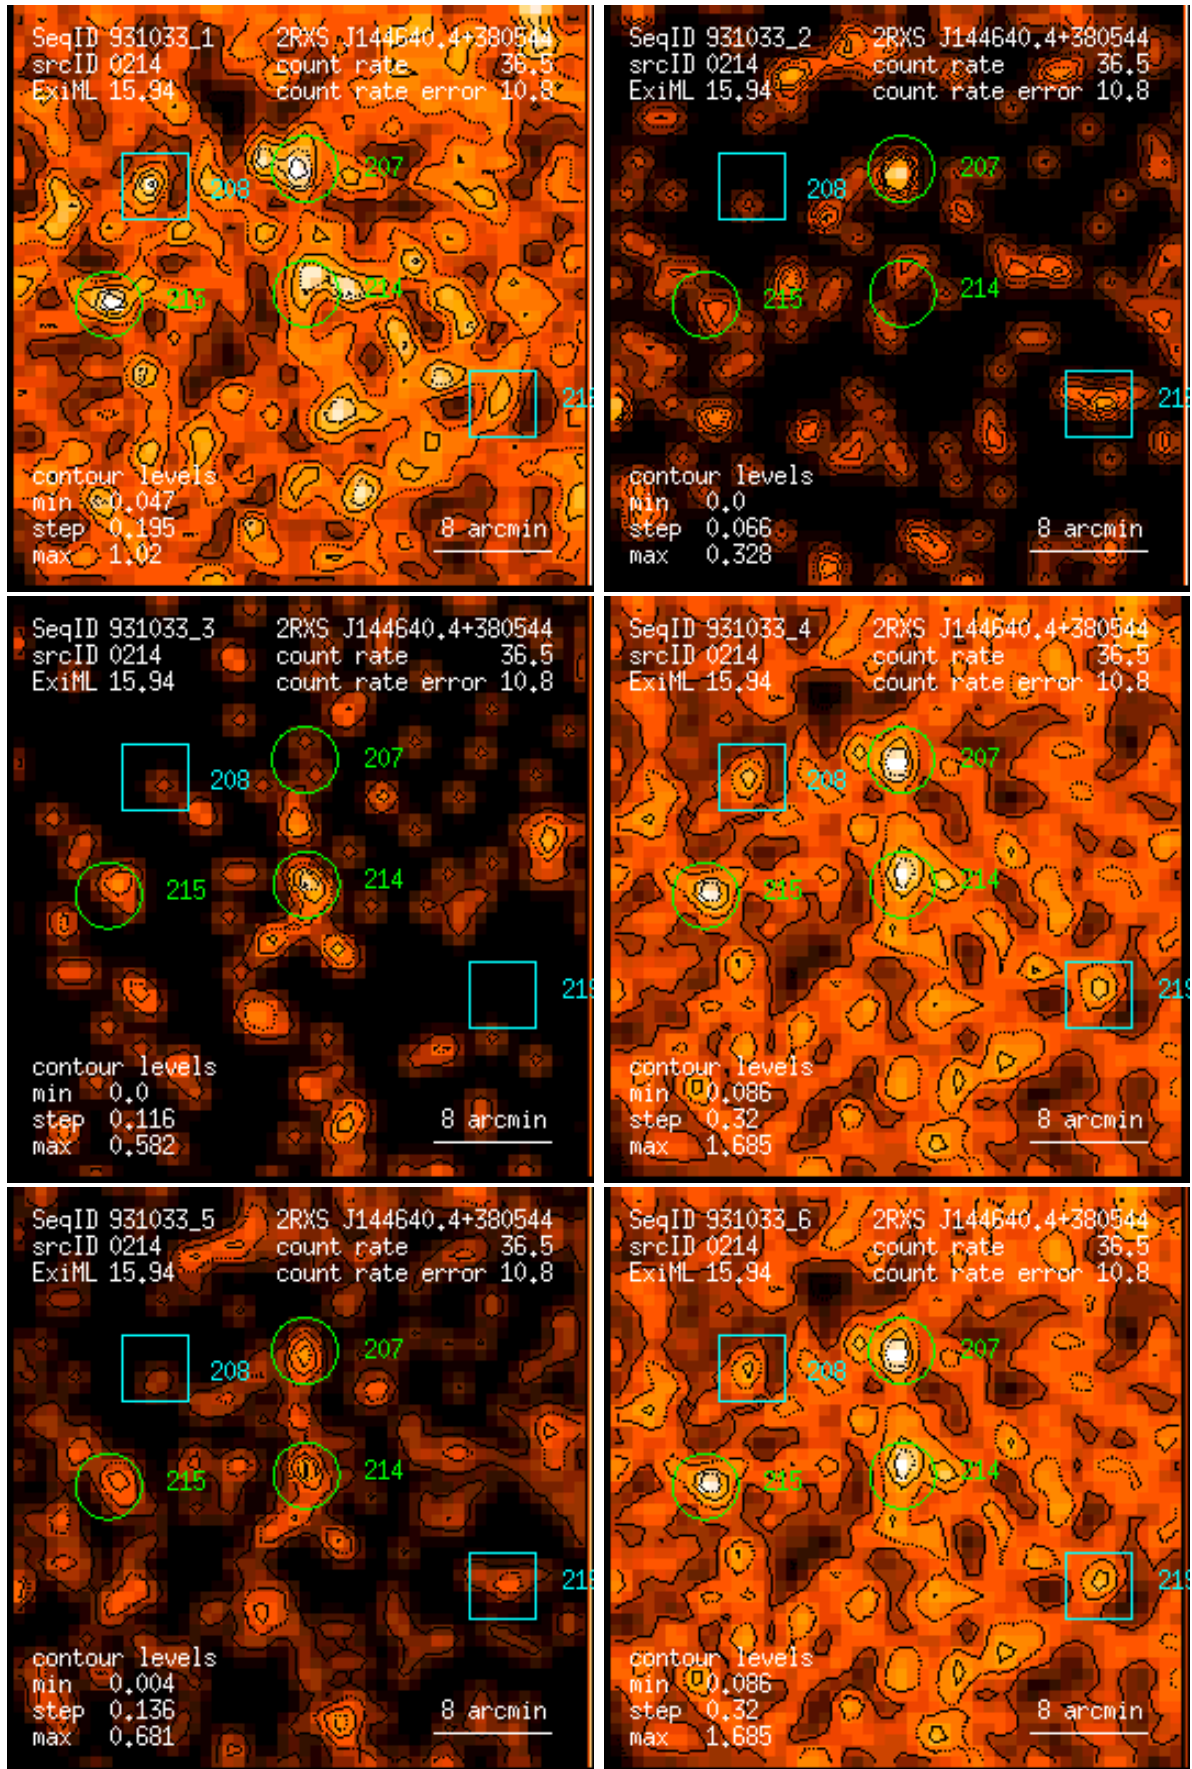 SeqID 931033_1 2RXS J144640.4+380544
srcID 0214 count rate 36.5
ExiML 15.94 count rate error 10.8
207
208
215 214
219
contour levels
min 0.047
step 0.195
max 1.02
8 arcmin
SeqID 931033_2 2RXS J144640.4+380544
srcID 0214 count rate 36.5
ExiML 15.94 count rate error 10.8
207
208
215 214
219
contour levels
min 0.0
step 0.066
max 0.328
8 arcmin
SeqID 931033_3 2RXS J144640.4+380544
srcID 0214 count rate 36.5
ExiML 15.94 count rate error 10.8
207
208
215 214
219
contour levels
min 0.0
step 0.116
max 0.582
8 arcmin
SeqID 931033_4 2RXS J144640.4+380544
srcID 0214 count rate 36.5
ExiML 15.94 count rate error 10.8
207
208
215 214
219
contour levels
min 0.086
step 0.32
max 1.685
8 arcmin
SeqID 931033_5 2RXS J144640.4+380544
srcID 0214 count rate 36.5
ExiML 15.94 count rate error 10.8
207
208
215 214
219
contour levels
min 0.004
step 0.136
max 0.681
8 arcmin
SeqID 931033_6 2RXS J144640.4+380544
srcID 0214 count rate 36.5
ExiML 15.94 count rate error 10.8
207
208
215 214
219
contour levels
min 0.086
step 0.32
max 1.685
8 arcmin